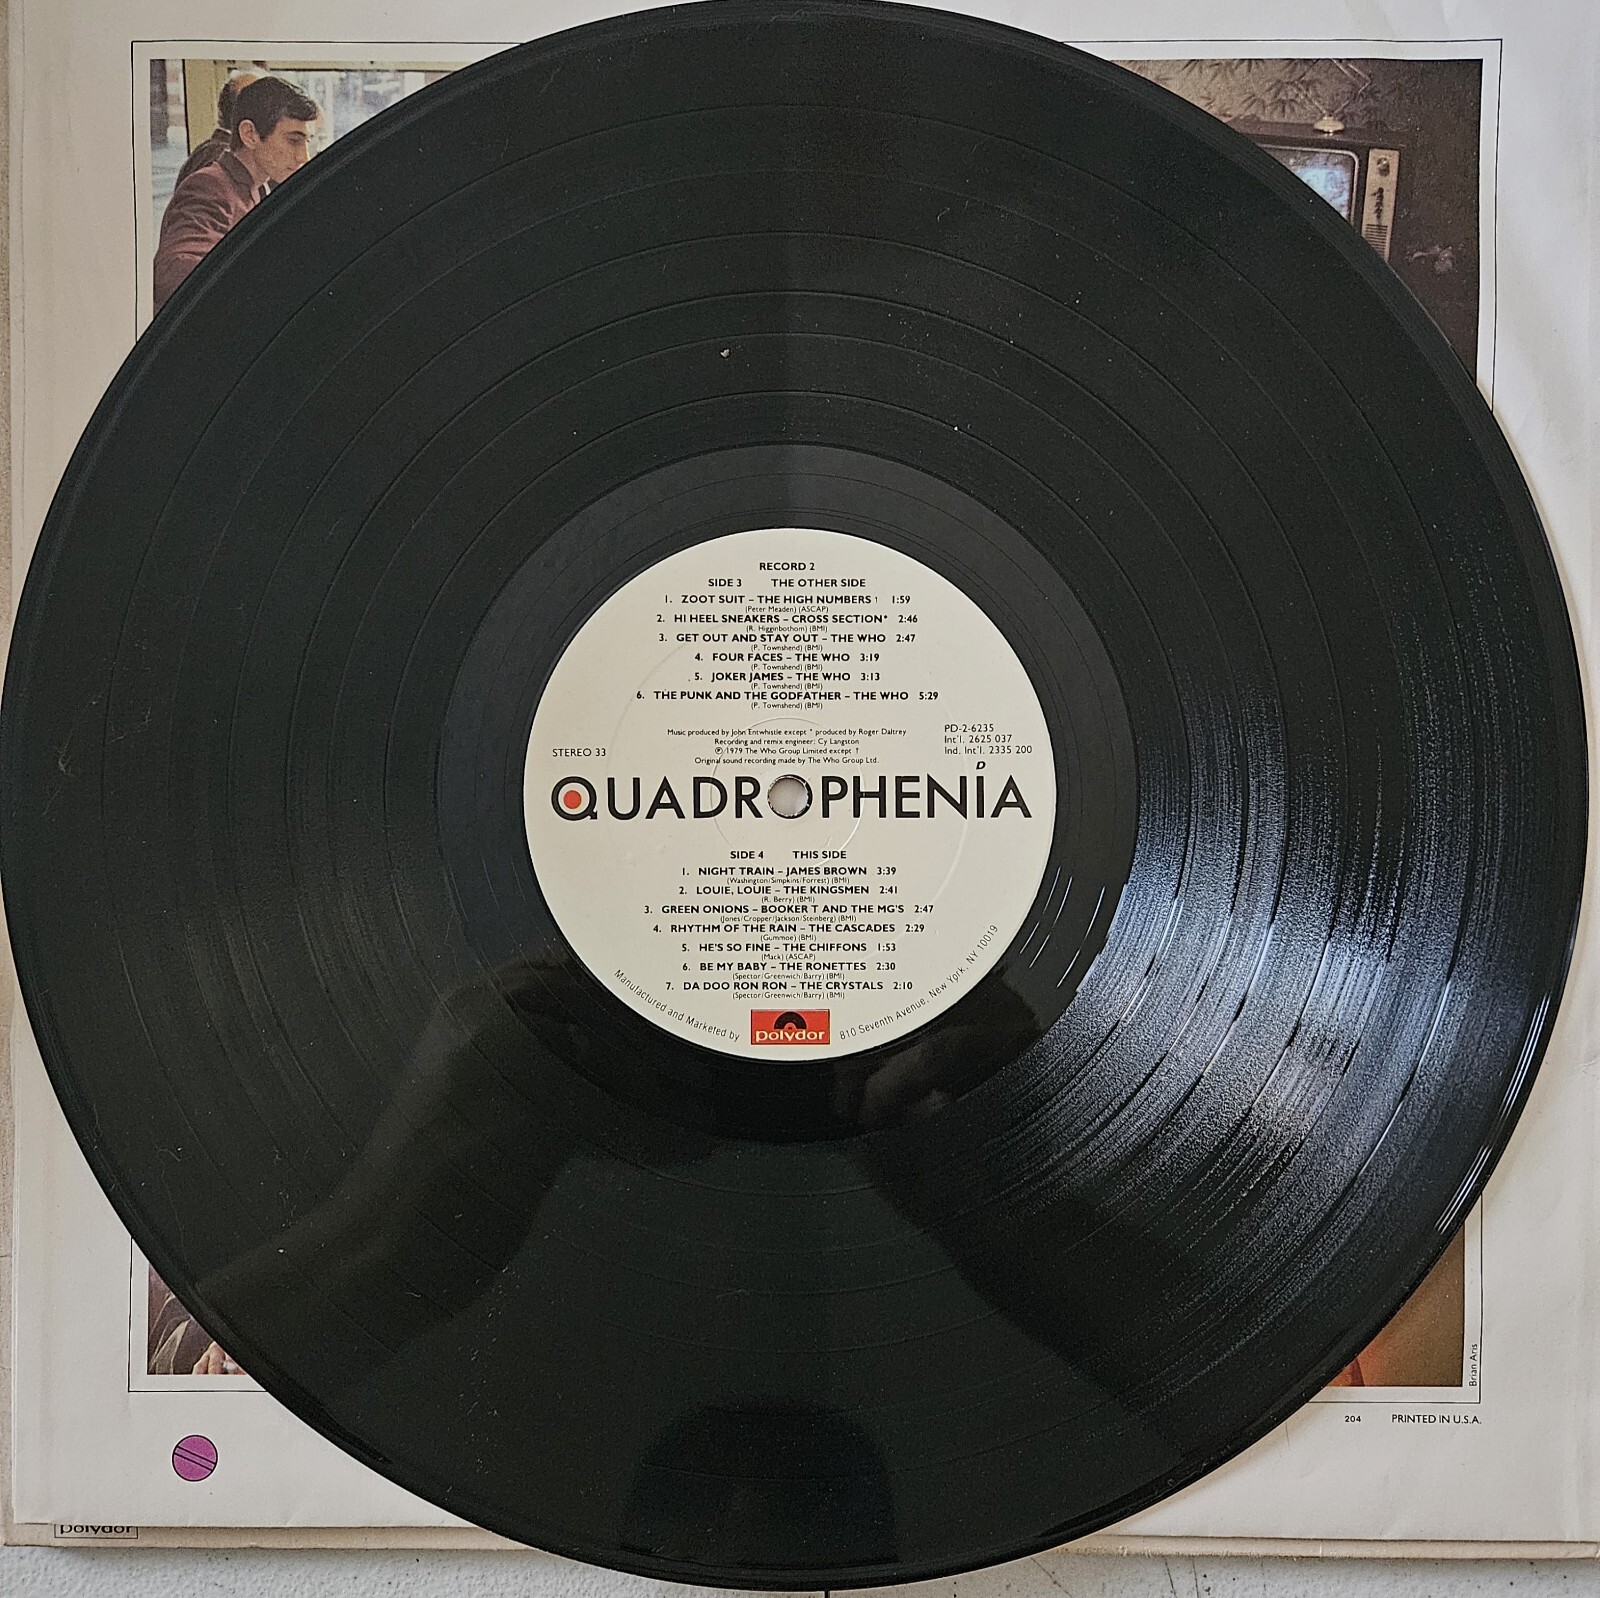 RECORD 2
SIDE 3 THE OTHER SIDE
1. ZOOT SUIT – THE HIGH NUMBERS † 1:59
(Peter Meaden) (ASCAP)
2. HI HEEL SNEAKERS – CROSS SECTION* 2:46
(R. Higginbothom) (BMI)
3. GET OUT AND STAY OUT – THE WHO 2:47
(P. Townshend) (BMI)
4. FOUR FACES – THE WHO 3:19
(P. Townshend) (BMI)
5. JOKER JAMES – THE WHO 3:13
(P. Townshend) (BMI)
6. THE PUNK AND THE GODFATHER – THE WHO 5:29
(P. Townshend) (BMI)
Music produced by John Entwhistle except * produced by Roger Daltrey
Recording and remix engineer: Cy Langston
℗ 1979 The Who Group Limited except †
Original sound recording made by The Who Group Ltd.
STEREO 33
PD-2-6235
Int'l. 2625 037
Ind. Int'l. 2335 200
D
QUADROPHENIA
SIDE 4 THIS SIDE
1. NIGHT TRAIN – JAMES BROWN 3:39
(Washington/Simpkins/Forrest) (BMI)
2. LOUIE, LOUIE – THE KINGSMEN 2:41
(R. Berry) (BMI)
3. GREEN ONIONS – BOOKER T AND THE MG'S 2:47
(Jones/Cropper/Jackson/Steinberg) (BMI)
4. RHYTHM OF THE RAIN – THE CASCADES 2:29
(Gummoe) (BMI)
5. HE'S SO FINE – THE CHIFFONS 1:53
(Mack) (ASCAP)
6. BE MY BABY – THE RONETTES 2:30
(Spector/Greenwich/Barry) (BMI)
7. DA DOO RON RON – THE CRYSTALS 2:10
(Spector/Greenwich/Barry) (BMI)
Manufactured and Marketed by polydor 810 Seventh Avenue, New York, NY 10019
Brian Aris
204 PRINTED IN U.S.A.
polydor